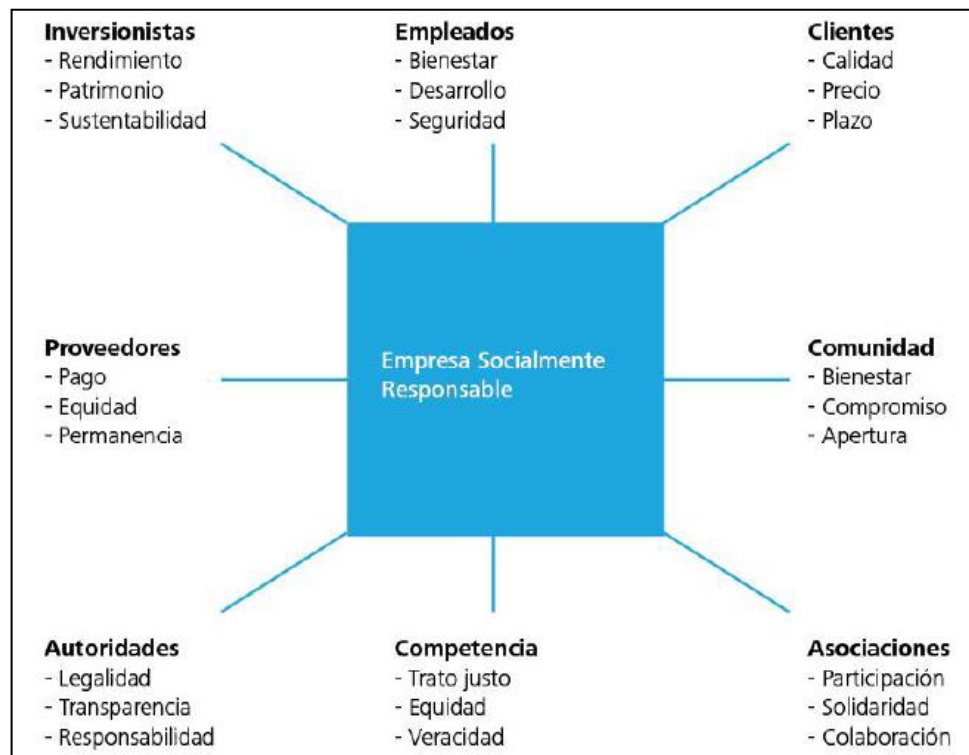 Inversionistas
- Rendimiento
- Patrimonio
- Sustentabilidad
Empleados
- Bienestar
- Desarrollo
- Seguridad
Clientes
- Calidad
- Precio
- Plazo
Proveedores
- Pago
- Equidad
- Permanencia
Empresa Socialmente
Responsable
Comunidad
- Bienestar
- Compromiso
- Apertura
Autoridades
- Legalidad
- Transparencia
- Responsabilidad
Competencia
- Trato justo
- Equidad
- Veracidad
Asociaciones
- Participación
- Solidaridad
- Colaboración